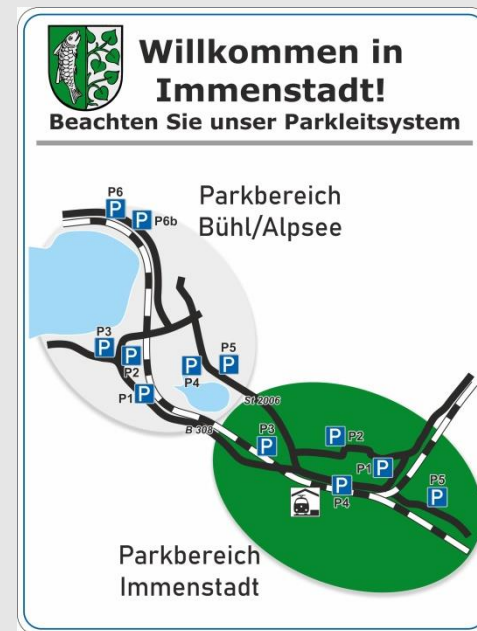 Willkommen in
Immenstadt!
Beachten Sie unser Parkleitsystem
Parkbereich
Bühl/Alpsee
P6
P
P
P6b
P3
P
P
P2
P1
P
P
P4
P5
P
St 2006
B 308
P3
P
P
P2
P1
P
P
P4
P5
P
Parkbereich
Immenstadt